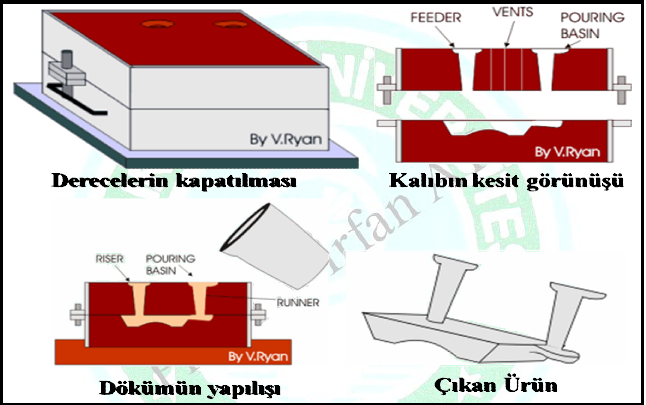 FEEDER
VENTS
POURING
BASIN
By V.Ryan
By V.Ryan
Derecelerin kapatılması
Kalıbın kesit görünüşü
RISER
POURING
BASIN
RUNNER
By V.Ryan
Dökümün yapılışı
Çıkan Ürün